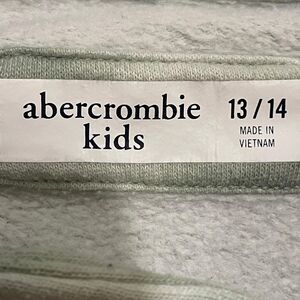 abercrombie
kids
13 / 14
MADE IN
VIETNAM